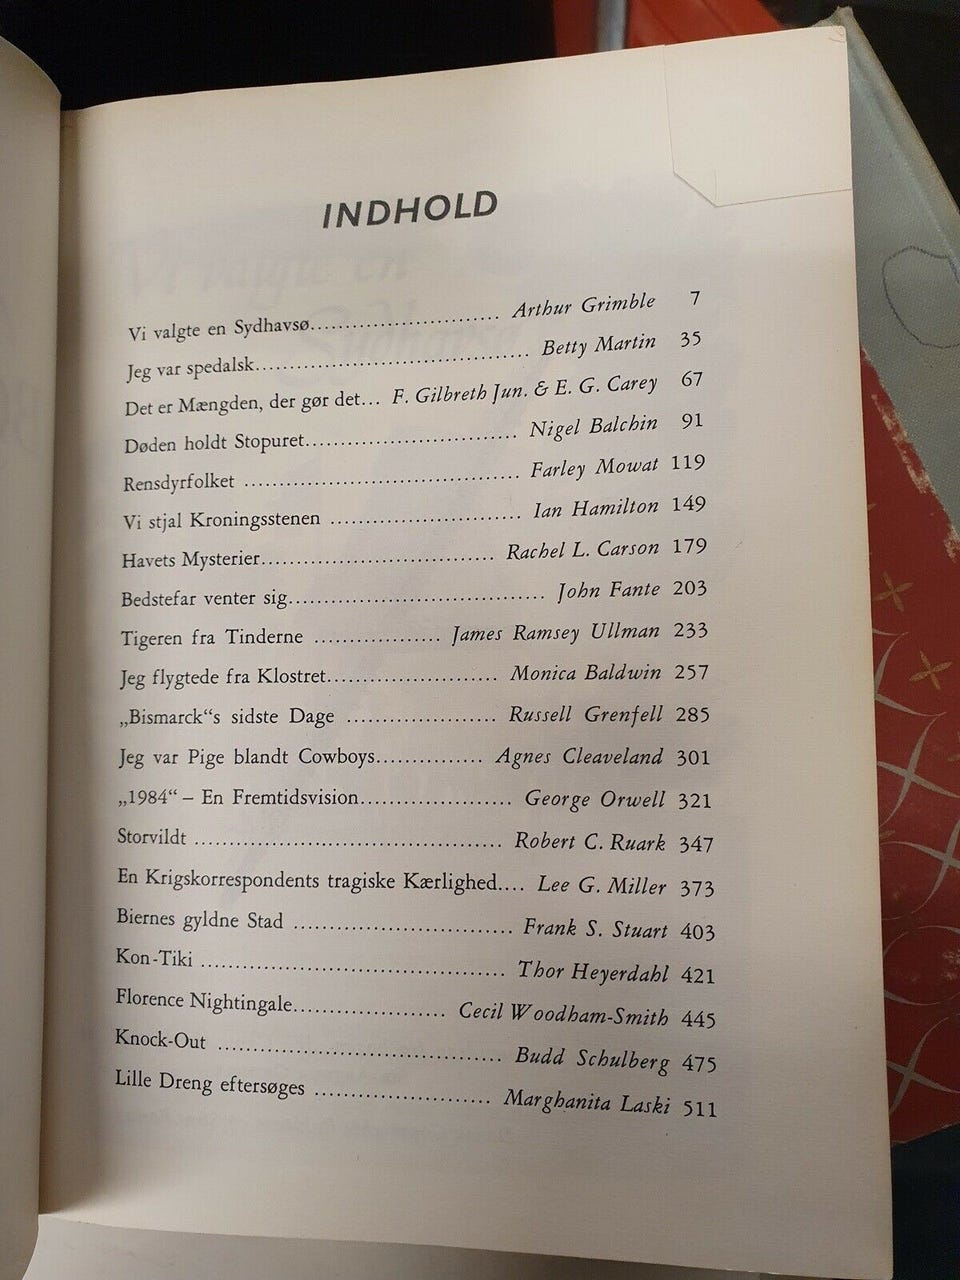 INDHOLD
Vi valgte en Sydhavsø.......................... Arthur Grimble 7
Jeg var spedalsk..................................... Betty Martin 35
Det er Mængden, der gør det... F. Gilbreth Jun. & E. G. Carey 67
Døden holdt Stopuret.............................. Nigel Balchin 91
Rensdyrfolket ...................................... Farley Mowat 119
Vi stjal Kroningsstenen .......................... Ian Hamilton 149
Havets Mysterier................................ Rachel L. Carson 179
Bedstefar venter sig.................................. John Fante 203
Tigeren fra Tinderne .................. James Ramsey Ullman 233
Jeg flygtede fra Klostret........................ Monica Baldwin 257
„Bismarck“s sidste Dage ..................... Russell Grenfell 285
Jeg var Pige blandt Cowboys............... Agnes Cleaveland 301
„1984“ – En Fremtidsvision...................... George Orwell 321
Storvildt ........................................... Robert C. Ruark 347
En Krigskorrespondents tragiske Kærlighed.... Lee G. Miller 373
Biernes gyldne Stad ............................... Frank S. Stuart 403
Kon-Tiki ........................................... Thor Heyerdahl 421
Florence Nightingale...................... Cecil Woodham-Smith 445
Knock-Out ........................................ Budd Schulberg 475
Lille Dreng eftersøges ......................... Marghanita Laski 511